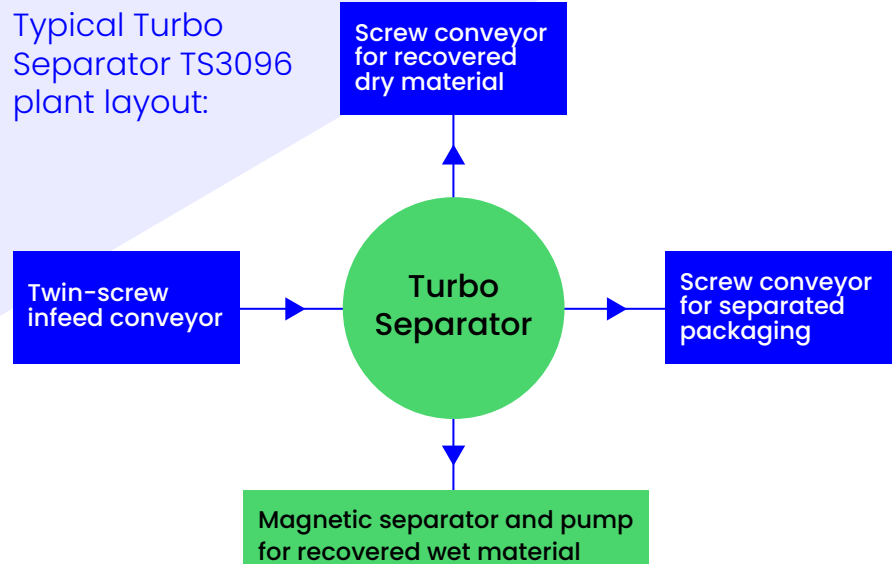 Typical Turbo
Separator TS3096
plant layout:
Screw conveyor
for recovered
dry material
Twin-screw
infeed conveyor
Turbo
Separator
Screw conveyor
for separated
packaging
Magnetic separator and pump
for recovered wet material